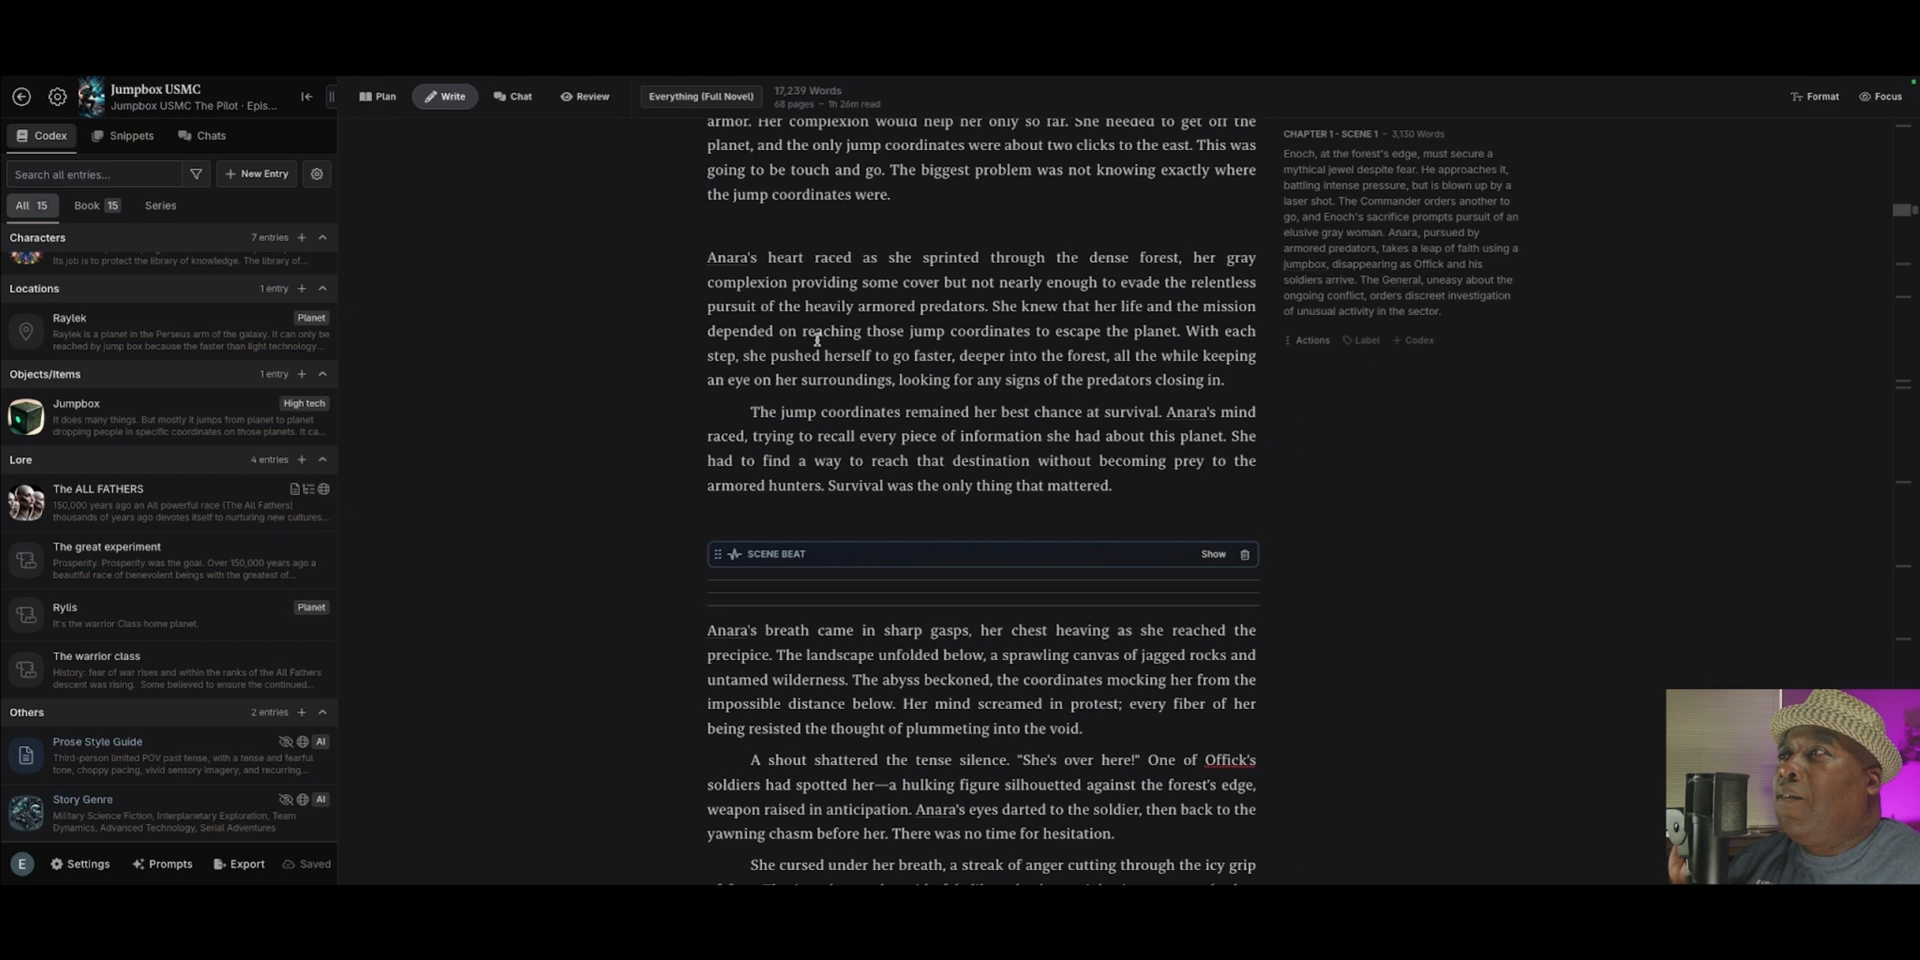 Jumpbox USMC
Jumpbox USMC The Pilot · Epis...
Plan
Write
Chat
Review
Everything (Full Novel)
17,239 Words
68 pages – 1h 26m read
Format
Focus
Codex
Snippets
Chats
Search all entries...
+ New Entry
All 15
Book 15
Series
Characters
7 entries +
Its job is to protect the library of knowledge. The library of...
Locations
1 entry +
Raylek
Planet
Raylek is a planet in the Perseus arm of the galaxy. It can only be
reached by jump box because the faster than light technology...
Objects/Items
1 entry +
Jumpbox
High tech
It does many things. But mostly it jumps from planet to planet
dropping people in specific coordinates on those planets. It ca...
Lore
4 entries +
The ALL FATHERS
150,000 years ago an All powerful race (The All Fathers)
thousands of years ago devotes itself to nurturing new cultures...
The great experiment
Prosperity. Prosperity was the goal. Over 150,000 years ago a
beautiful race of benevolent beings with the greatest of...
Rylis
Planet
It's the warrior Class home planet.
The warrior class
History: fear of war rises and within the ranks of the All Fathers
descent was rising. Some believed to ensure the continued...
Others
2 entries +
Prose Style Guide
AI
Third-person limited POV past tense, with a tense and fearful
tone, choppy pacing, vivid sensory imagery, and recurring...
Story Genre
AI
Military Science Fiction, Interplanetary Exploration, Team
Dynamics, Advanced Technology, Serial Adventures
E
Settings
Prompts
Export
Saved
armor. Her complexion would help her only so far. She needed to get off the
planet, and the only jump coordinates were about two clicks to the east. This was
going to be touch and go. The biggest problem was not knowing exactly where
the jump coordinates were.
Anara's heart raced as she sprinted through the dense forest, her gray
complexion providing some cover but not nearly enough to evade the relentless
pursuit of the heavily armored predators. She knew that her life and the mission
depended on reaching those jump coordinates to escape the planet. With each
step, she pushed herself to go faster, deeper into the forest, all the while keeping
an eye on her surroundings, looking for any signs of the predators closing in.
The jump coordinates remained her best chance at survival. Anara's mind
raced, trying to recall every piece of information she had about this planet. She
had to find a way to reach that destination without becoming prey to the
armored hunters. Survival was the only thing that mattered.
SCENE BEAT
Show
Anara's breath came in sharp gasps, her chest heaving as she reached the
precipice. The landscape unfolded below, a sprawling canvas of jagged rocks and
untamed wilderness. The abyss beckoned, the coordinates mocking her from the
impossible distance below. Her mind screamed in protest; every fiber of her
being resisted the thought of plummeting into the void.
A shout shattered the tense silence. "She's over here!" One of Offick's
soldiers had spotted her—a hulking figure silhouetted against the forest's edge,
weapon raised in anticipation. Anara's eyes darted to the soldier, then back to the
yawning chasm before her. There was no time for hesitation.
She cursed under her breath, a streak of anger cutting through the icy grip
CHAPTER 1 - SCENE 1 – 3,130 Words
Enoch, at the forest's edge, must secure a
mythical jewel despite fear. He approaches it,
battling intense pressure, but is blown up by a
laser shot. The Commander orders another to
go, and Enoch's sacrifice prompts pursuit of an
elusive gray woman. Anara, pursued by
armored predators, takes a leap of faith using a
jumpbox, disappearing as Offick and his
soldiers arrive. The General, uneasy about the
ongoing conflict, orders discreet investigation
of unusual activity in the sector.
Actions
Label
+ Codex